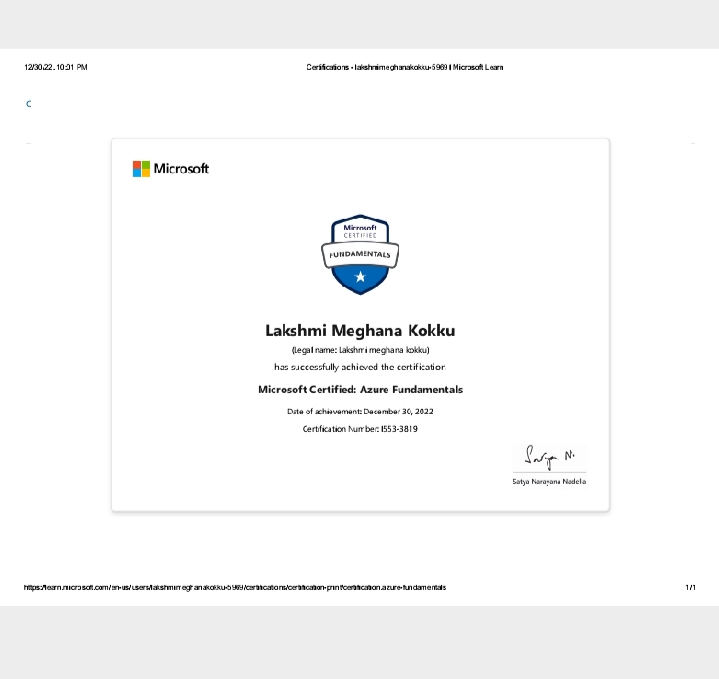 12/30/22, 10:01 PM Certifications - lakshmimeghanakokku-5969 | Microsoft Learn
C
Microsoft
Microsoft
CERTIFIED
FUNDAMENTALS
Lakshmi Meghana Kokku
(Legal name: Lakshmi meghana kokku)
has successfully achieved the certification
Microsoft Certified: Azure Fundamentals
Date of achievement: December 30, 2022
Certification Number: I553-3819
Satya N.
Satya Narayana Nadella
https://learn.microsoft.com/en-us/users/lakshmimeghanakokku-5969/certifications/certification-print/certification.azure-fundamentals 1/1